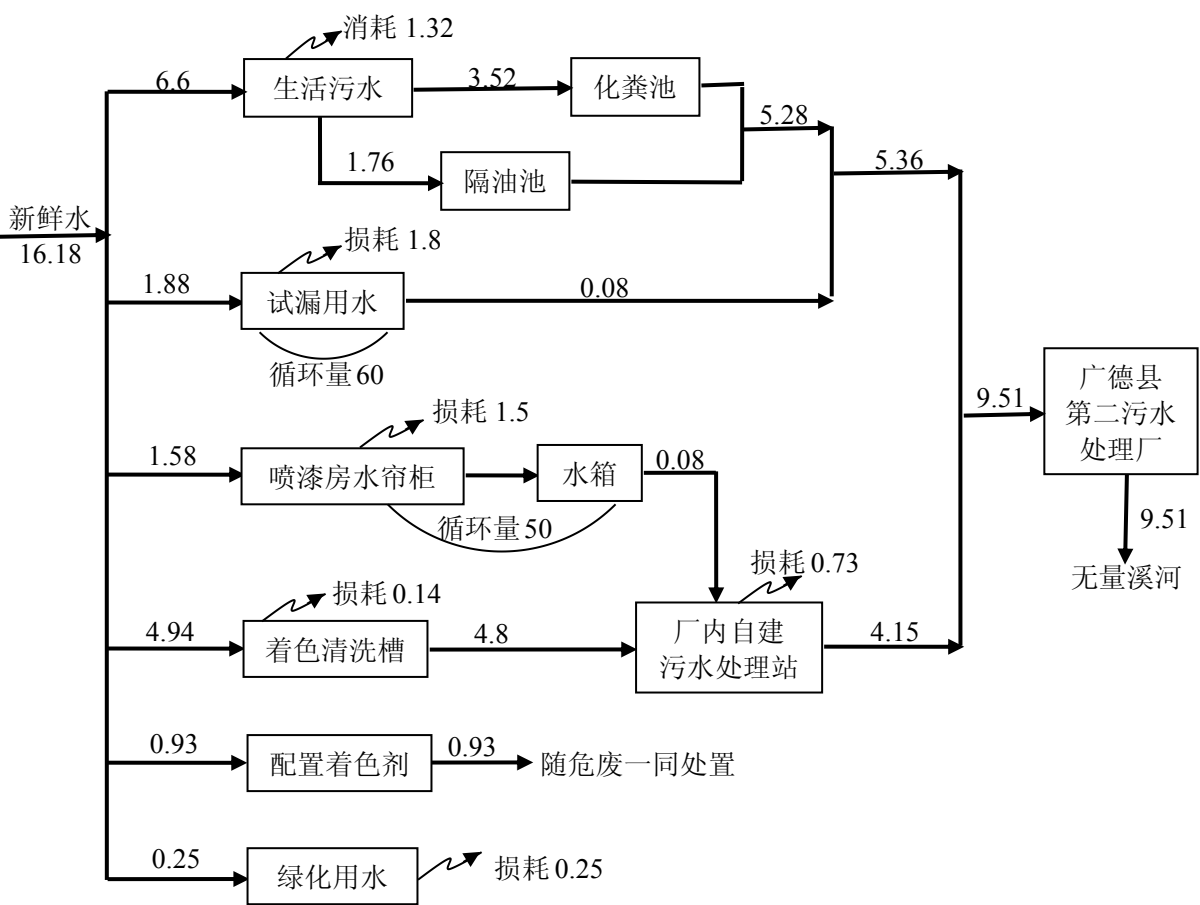 消耗 1.32
6.6
生活污水
3.52
化粪池
5.28
1.76
隔油池
5.36
新鲜水
16.18
损耗 1.8
1.88
试漏用水
0.08
循环量 60
损耗 1.5
1.58
喷漆房水帘柜
水箱
0.08
循环量 50
9.51
广德县
第二污水
处理厂
9.51
无量溪河
损耗 0.73
损耗 0.14
4.94
着色清洗槽
4.8
厂内自建
污水处理站
4.15
0.93
配置着色剂
0.93
随危废一同处置
0.25
绿化用水
损耗 0.25